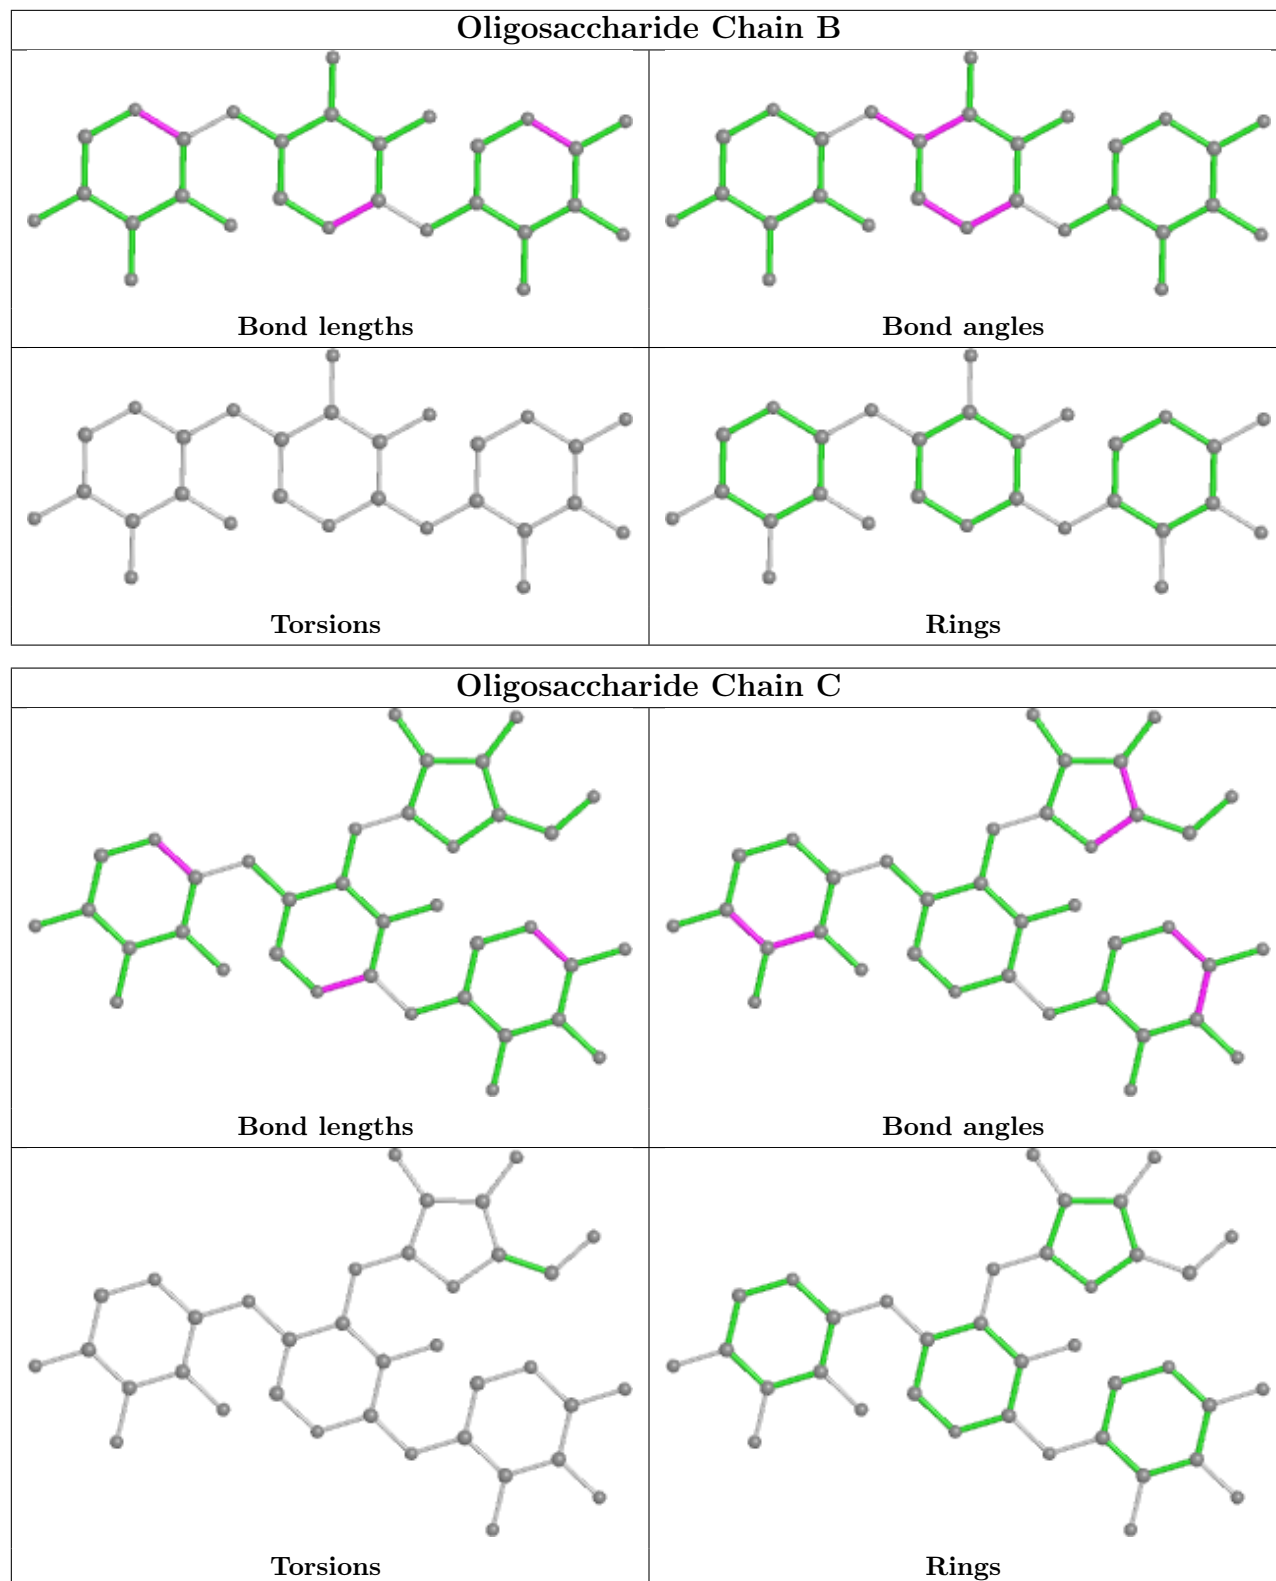 Oligosaccharide Chain B
Bond lengths
Bond angles
Torsions
Rings
Oligosaccharide Chain C
Bond lengths
Bond angles
Torsions
Rings